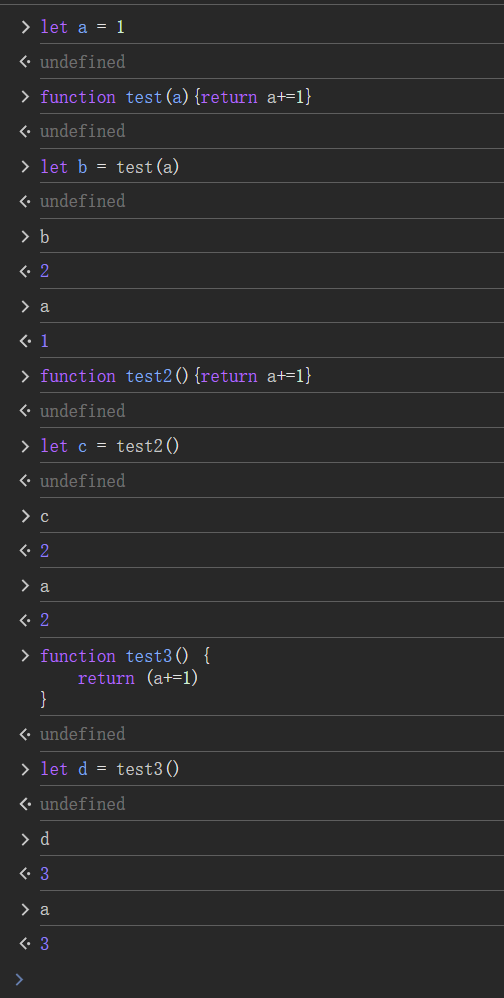 > let a = 1
<· undefined
> function test(a){return a+=1}
<· undefined
> let b = test(a)
<· undefined
> b
<· 2
> a
<· 1
> function test2(){return a+=1}
<· undefined
> let c = test2()
<· undefined
> c
<· 2
> a
<· 2
> function test3() {
    return (a+=1)
}
<· undefined
> let d = test3()
<· undefined
> d
<· 3
> a
<· 3
>